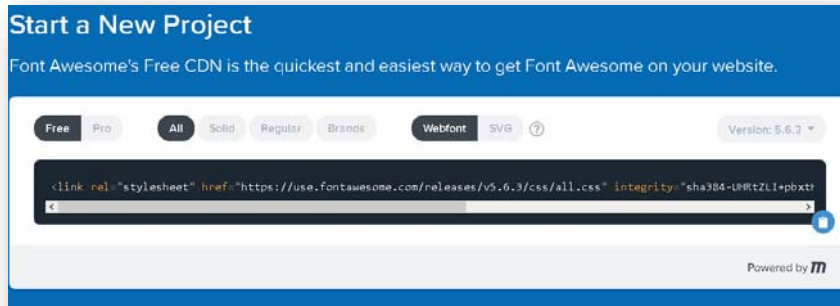 Start a New Project
Font Awesome's Free CDN is the quickest and easiest way to get Font Awesome on your website.
Free Pro All Solid Regular Brands Webfont SVG ? Version: 5.6.3
<link rel="stylesheet" href="https://use.fontawesome.com/releases/v5.6.3/css/all.css" integrity="sha384-UHRtZLI+pbxtH
Powered by m